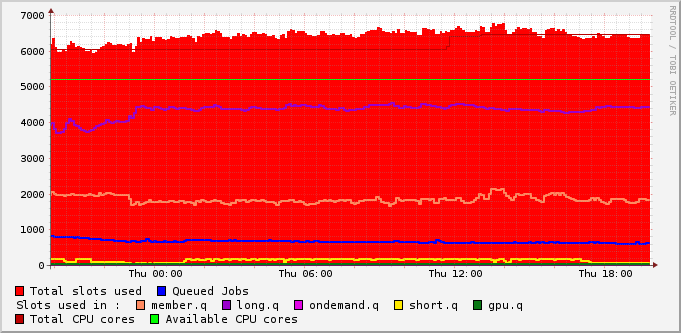 7000
6000
5000
4000
3000
2000
1000
0
Thu 00:00 Thu 06:00 Thu 12:00 Thu 18:00
RRDTOOL / TOBI OETIKER
Total slots used Queued Jobs
Slots used in : member.q long.q ondemand.q short.q gpu.q
Total CPU cores Available CPU cores